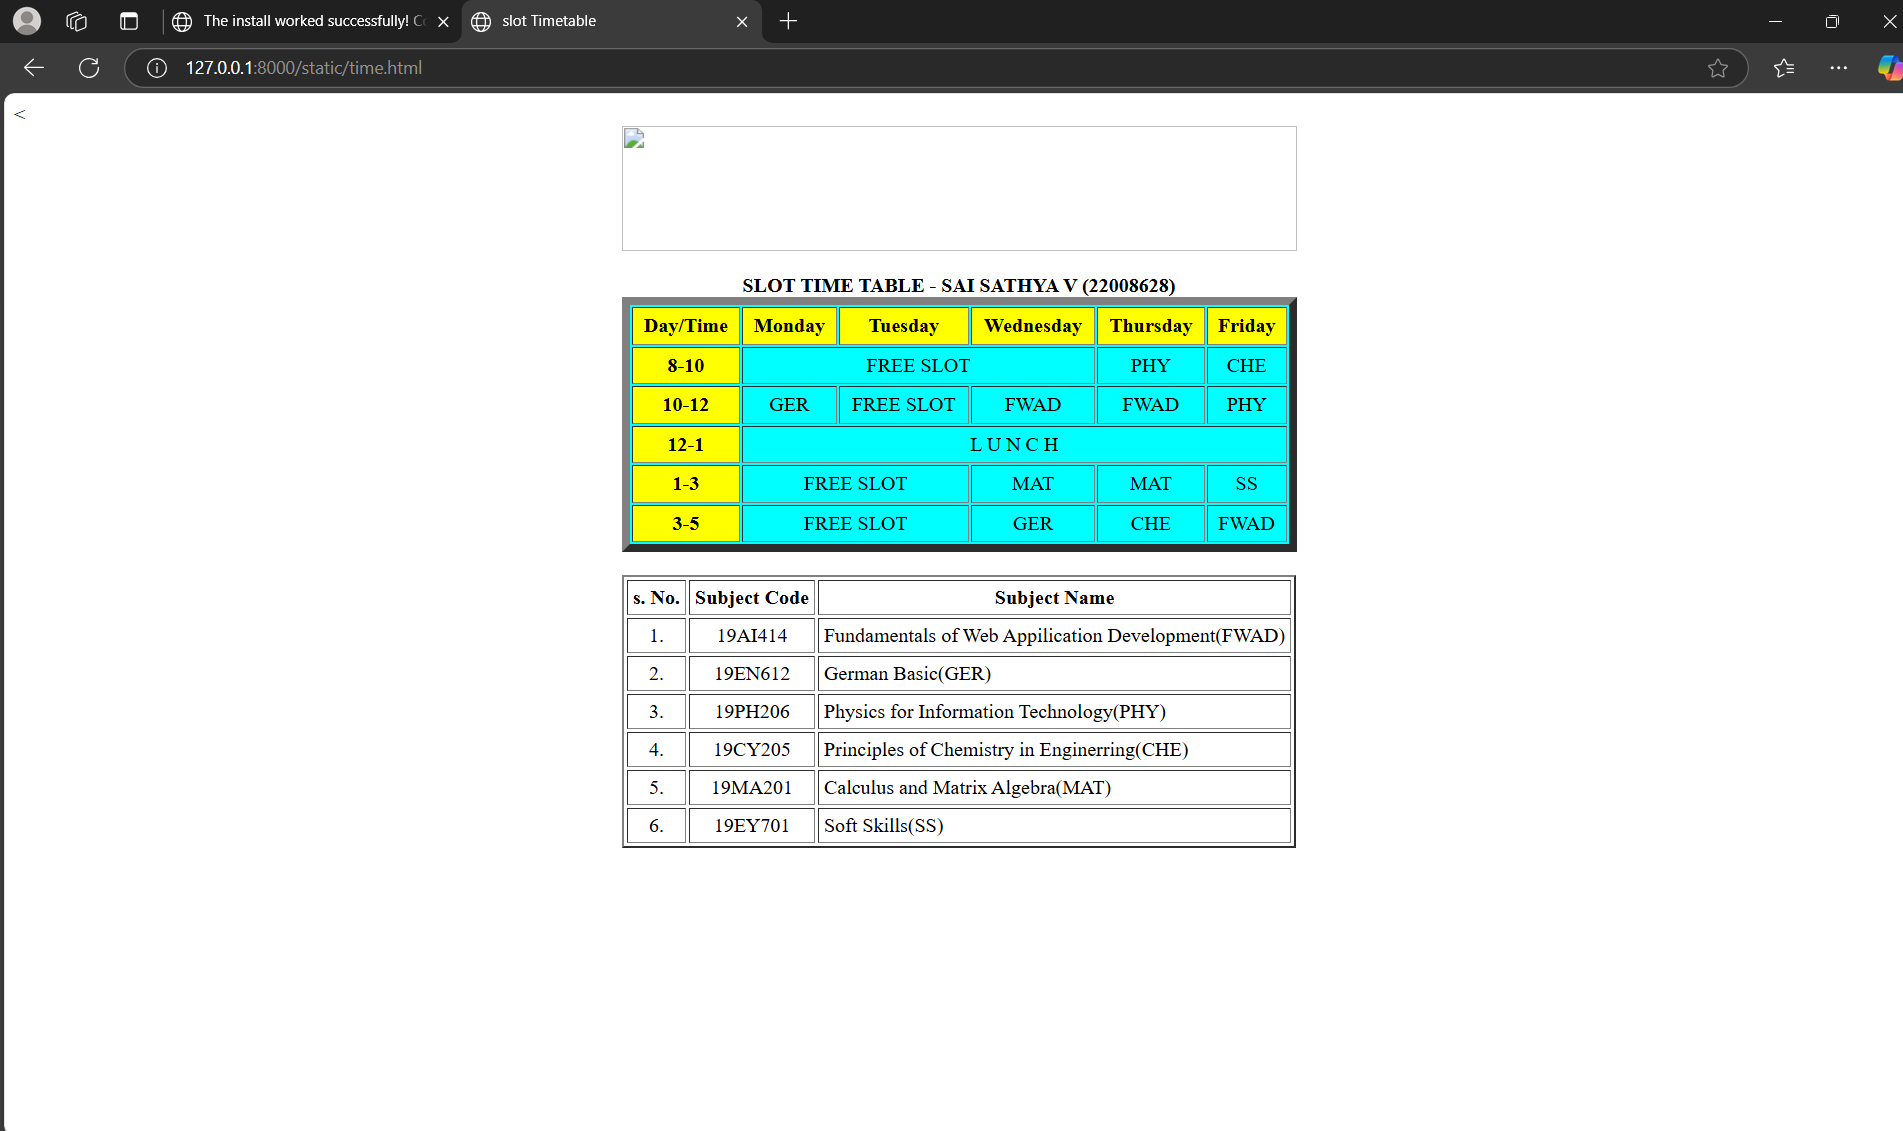 The install worked successfully!
slot Timetable
127.0.0.1:8000/static/time.html
<
SLOT TIME TABLE - SAI SATHYA V (22008628)
Day/Time Monday Tuesday Wednesday Thursday Friday
8-10 FREE SLOT PHY CHE
10-12 GER FREE SLOT FWAD FWAD PHY
12-1 L U N C H
1-3 FREE SLOT MAT MAT SS
3-5 FREE SLOT GER CHE FWAD
s. No. Subject Code Subject Name
1. 19AI414 Fundamentals of Web Appilication Development(FWAD)
2. 19EN612 German Basic(GER)
3. 19PH206 Physics for Information Technology(PHY)
4. 19CY205 Principles of Chemistry in Enginerring(CHE)
5. 19MA201 Calculus and Matrix Algebra(MAT)
6. 19EY701 Soft Skills(SS)